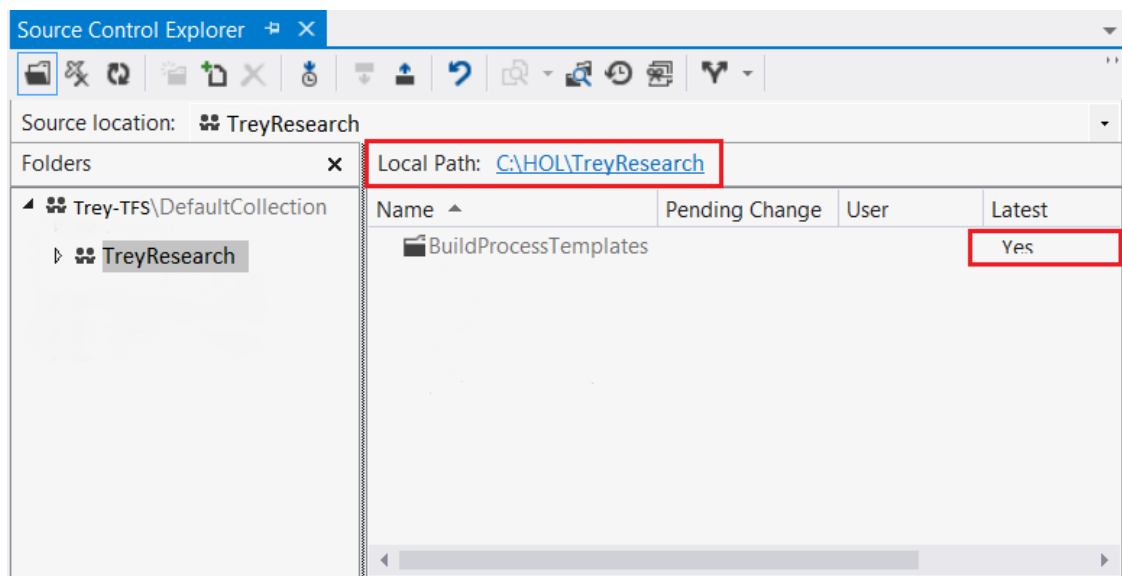 Source Control Explorer
Source location: TreyResearch
Folders
Local Path: C:\HOL\TreyResearch
Trey-TFS\DefaultCollection
Name Pending Change User Latest
TreyResearch
BuildProcessTemplates Yes